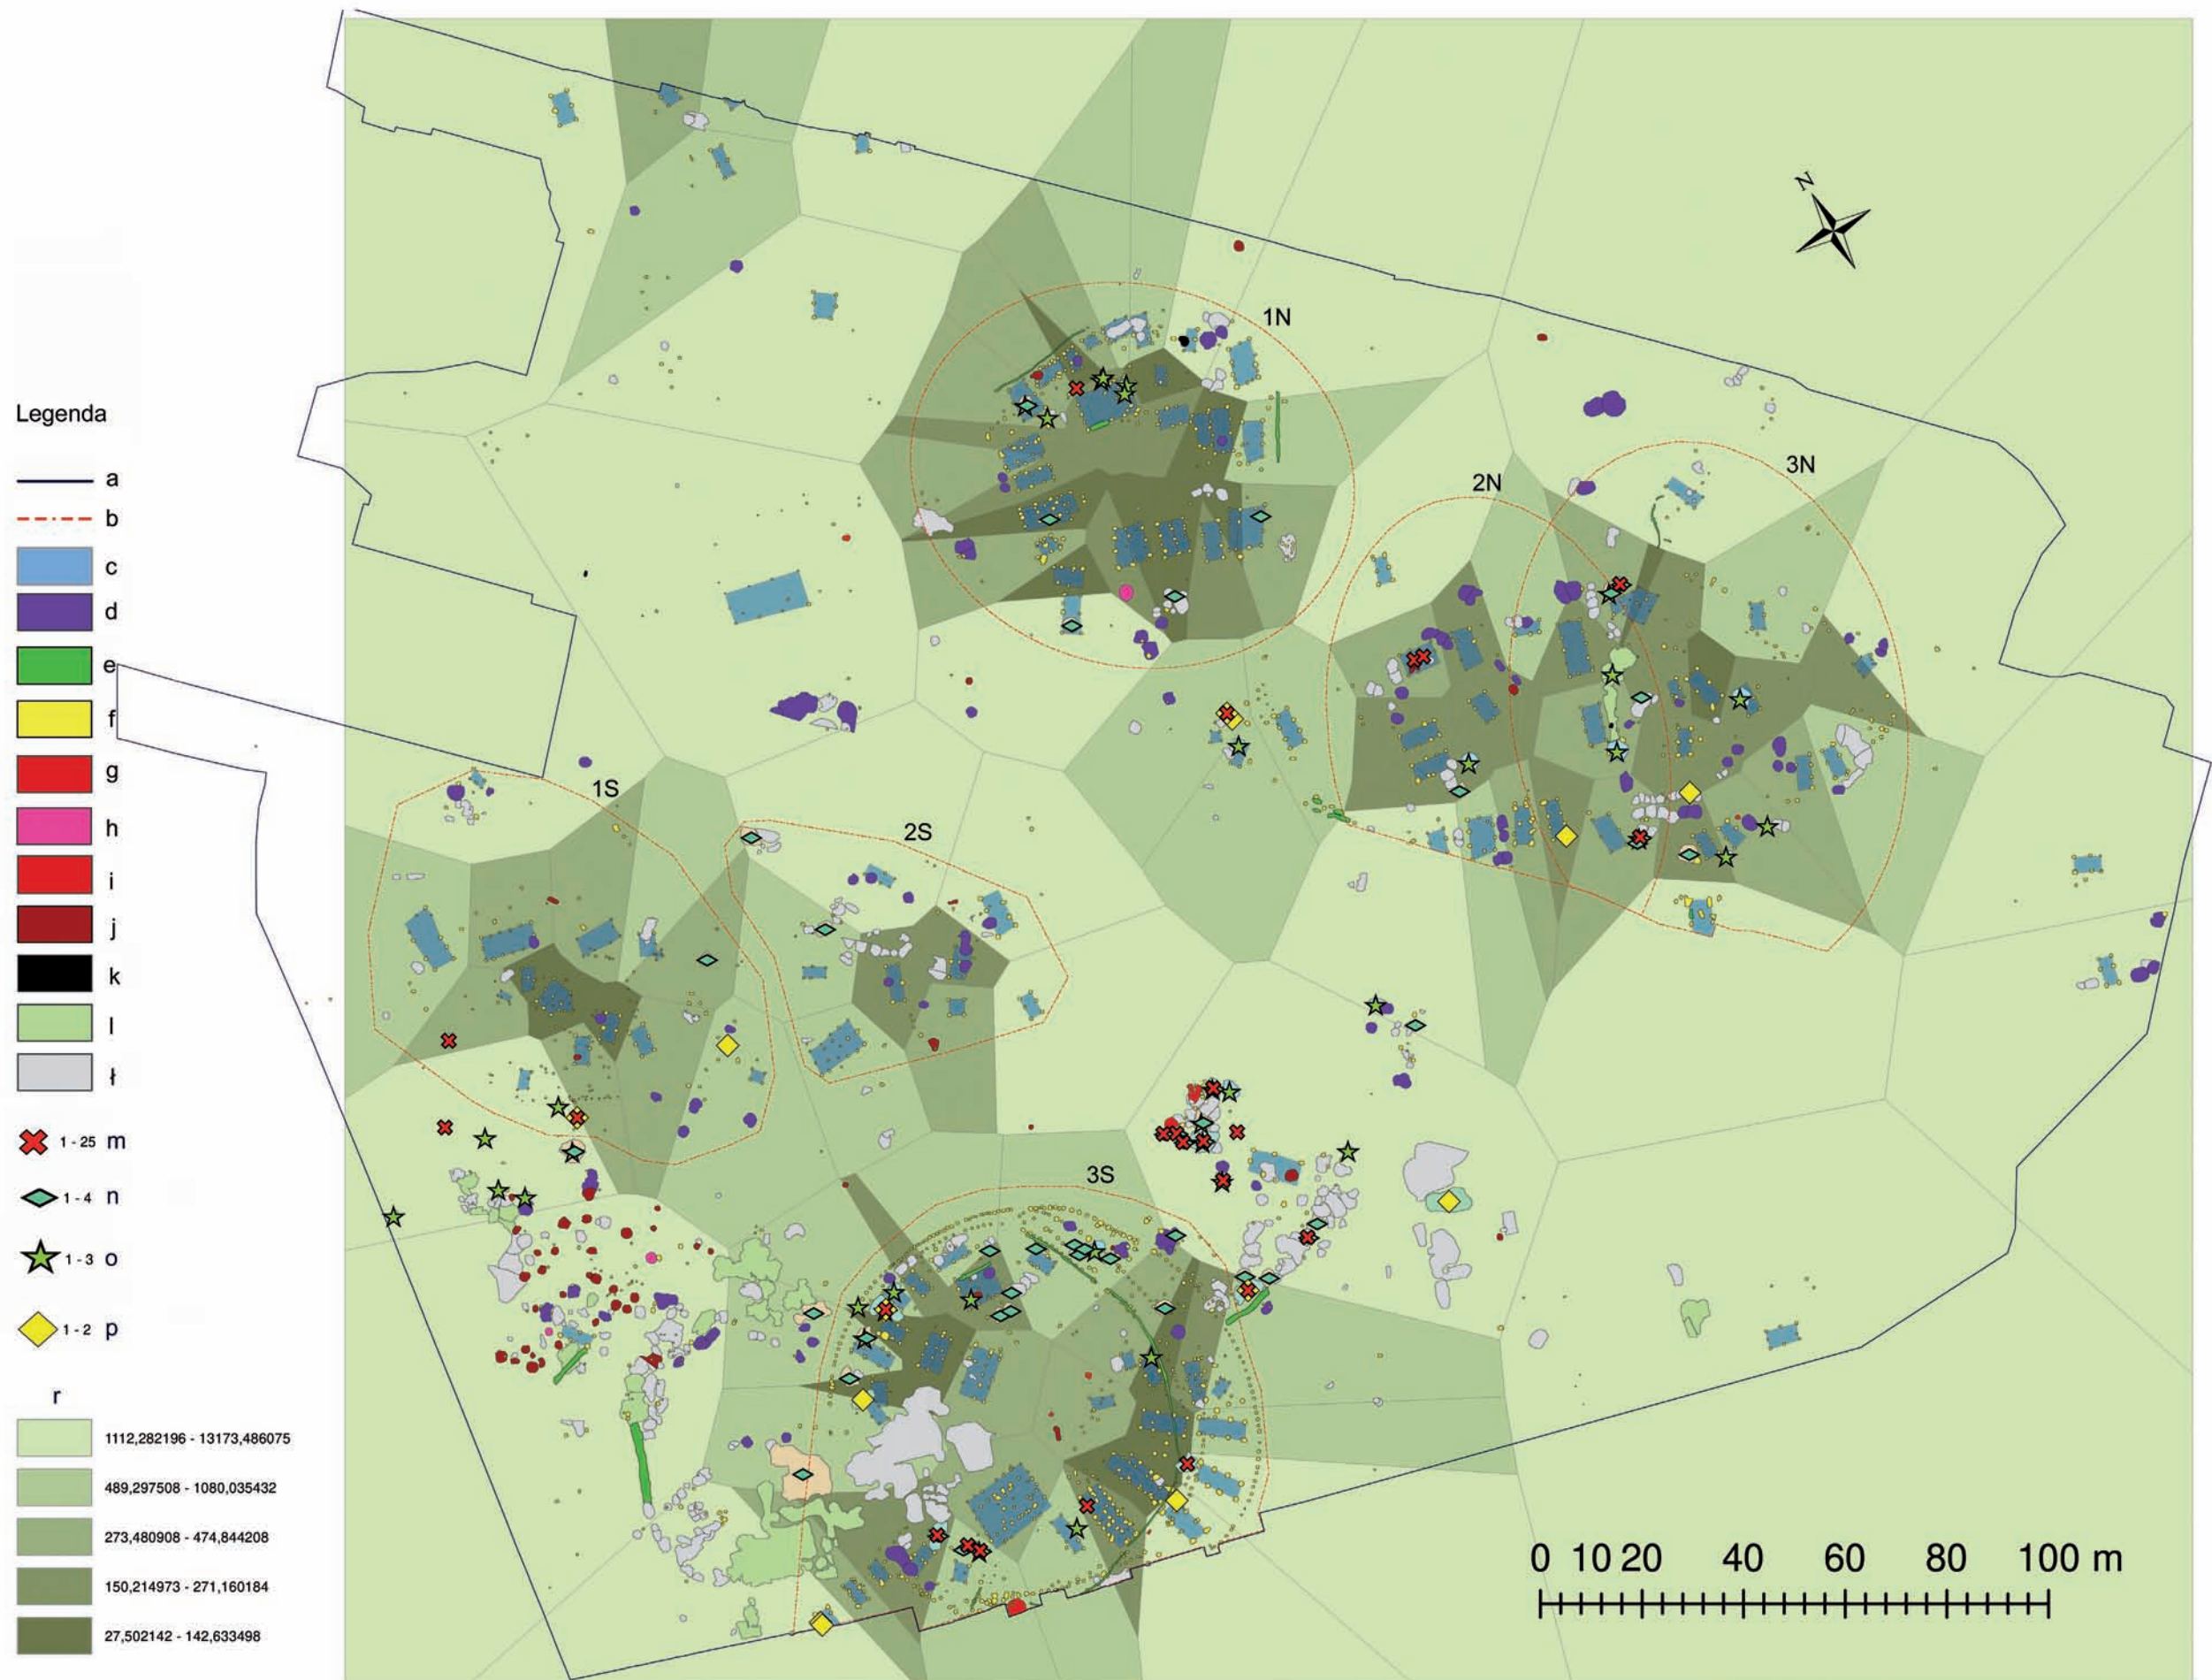 N
1N
2N
3N
Legenda
a
b
c
d
e
f
g
h
i
j
k
l
ł
1 - 25 m
1 - 4 n
1 - 3 o
1 - 2 p
r
1112,282196 - 13173,486075
489,297508 - 1080,035432
273,480908 - 474,844208
150,214973 - 271,160184
27,502142 - 142,633498
1S
2S
3S
0 10 20 40 60 80 100 m